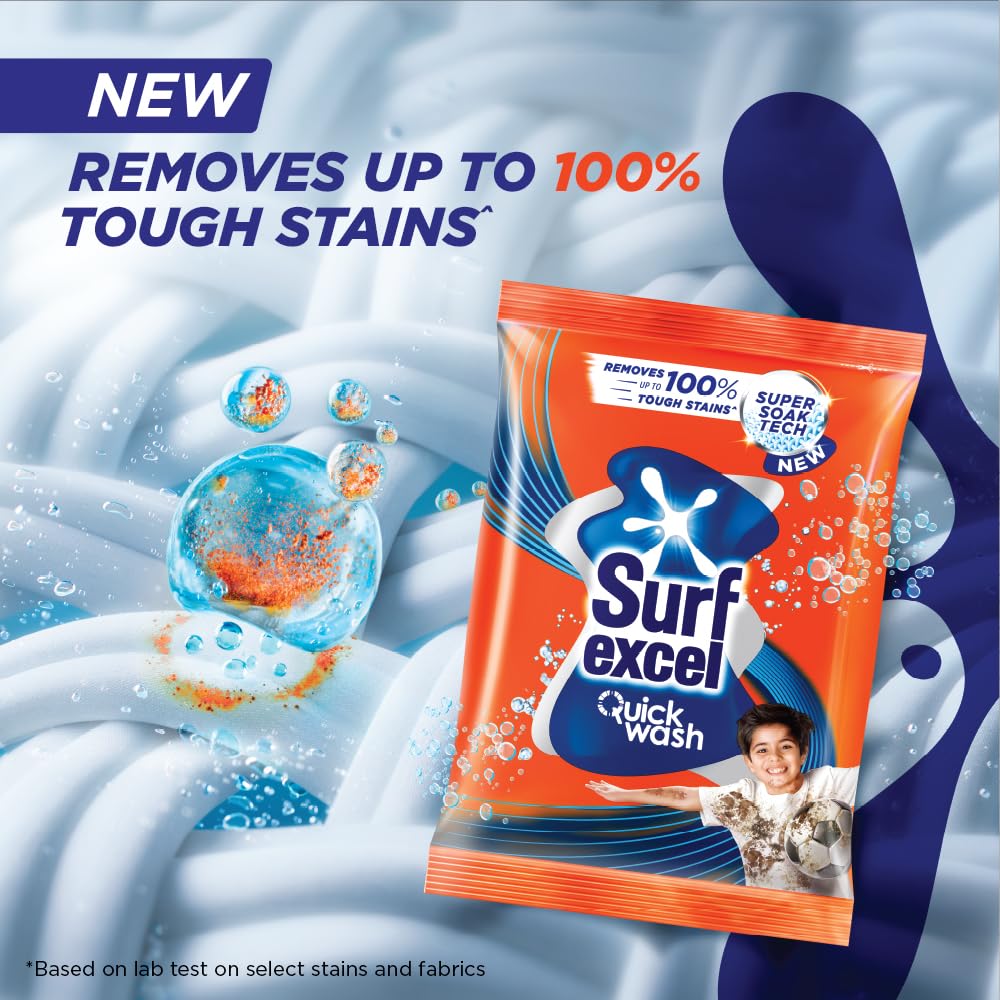 NEW
REMOVES UP TO 100%
TOUGH STAINS^
REMOVES
UP TO 100%
TOUGH STAINS^
SUPER
SOAK
TECH
NEW
Surf
excel
Quick
wash
*Based on lab test on select stains and fabrics